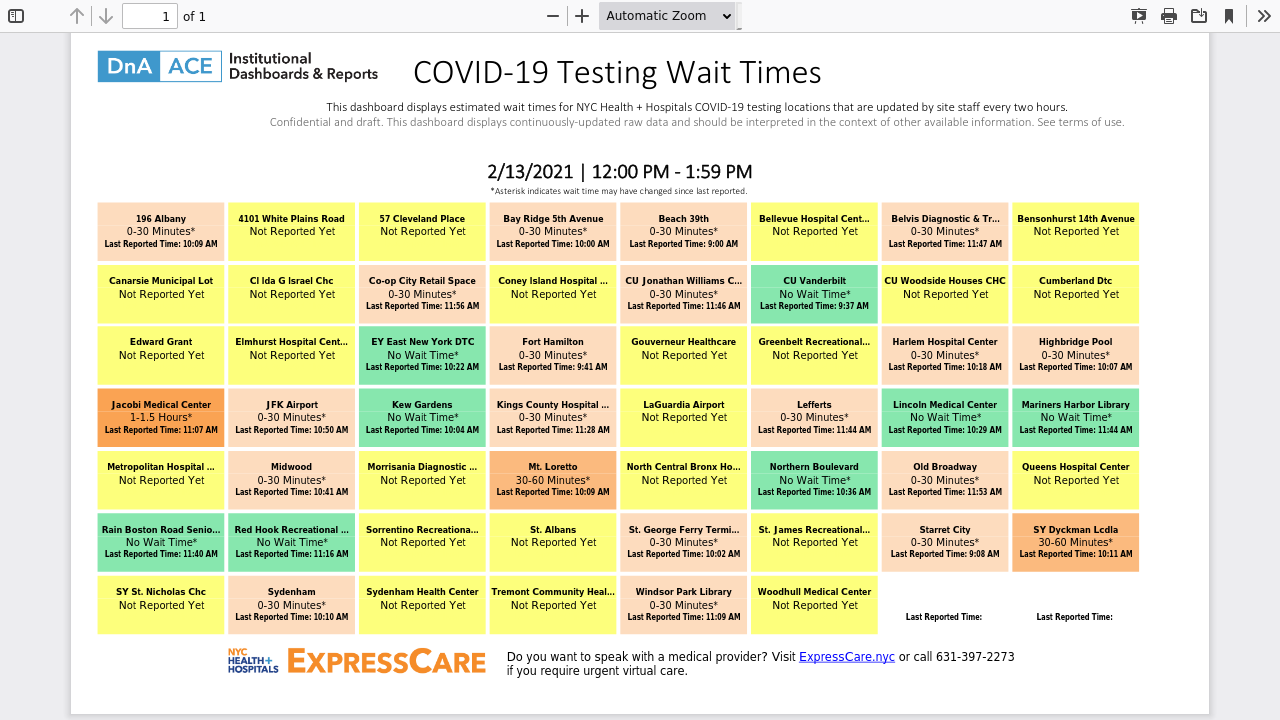 1 of 1 Automatic Zoom
DnA ACE Institutional
Dashboards & Reports
COVID-19 Testing Wait Times
This dashboard displays estimated wait times for NYC Health + Hospitals COVID-19 testing locations that are updated by site staff every two hours.
Confidential and draft. This dashboard displays continuously-updated raw data and should be interpreted in the context of other available information. See terms of use.
2/13/2021 | 12:00 PM - 1:59 PM
*Asterisk indicates wait time may have changed since last reported.
196 Albany
0-30 Minutes*
Last Reported Time: 10:09 AM
4101 White Plains Road
Not Reported Yet
57 Cleveland Place
Not Reported Yet
Bay Ridge 5th Avenue
0-30 Minutes*
Last Reported Time: 10:00 AM
Beach 39th
0-30 Minutes*
Last Reported Time: 9:00 AM
Bellevue Hospital Cent...
Not Reported Yet
Belvis Diagnostic & Tr...
0-30 Minutes*
Last Reported Time: 11:47 AM
Bensonhurst 14th Avenue
Not Reported Yet
Canarsie Municipal Lot
Not Reported Yet
CI Ida G Israel Chc
Not Reported Yet
Co-op City Retail Space
0-30 Minutes*
Last Reported Time: 11:56 AM
Coney Island Hospital ...
Not Reported Yet
CU Jonathan Williams C...
0-30 Minutes*
Last Reported Time: 11:46 AM
CU Vanderbilt
No Wait Time*
Last Reported Time: 9:37 AM
CU Woodside Houses CHC
Not Reported Yet
Cumberland Dtc
Not Reported Yet
Edward Grant
Not Reported Yet
Elmhurst Hospital Cent...
Not Reported Yet
EY East New York DTC
No Wait Time*
Last Reported Time: 10:22 AM
Fort Hamilton
0-30 Minutes*
Last Reported Time: 9:41 AM
Gouverneur Healthcare
Not Reported Yet
Greenbelt Recreational...
Not Reported Yet
Harlem Hospital Center
0-30 Minutes*
Last Reported Time: 10:18 AM
Highbridge Pool
0-30 Minutes*
Last Reported Time: 10:07 AM
Jacobi Medical Center
1-1.5 Hours*
Last Reported Time: 11:07 AM
JFK Airport
0-30 Minutes*
Last Reported Time: 10:50 AM
Kew Gardens
No Wait Time*
Last Reported Time: 10:04 AM
Kings County Hospital ...
0-30 Minutes*
Last Reported Time: 11:28 AM
LaGuardia Airport
Not Reported Yet
Lefferts
0-30 Minutes*
Last Reported Time: 11:44 AM
Lincoln Medical Center
No Wait Time*
Last Reported Time: 10:29 AM
Mariners Harbor Library
No Wait Time*
Last Reported Time: 11:44 AM
Metropolitan Hospital ...
Not Reported Yet
Midwood
0-30 Minutes*
Last Reported Time: 10:41 AM
Morrisania Diagnostic ...
Not Reported Yet
Mt. Loretto
30-60 Minutes*
Last Reported Time: 10:09 AM
North Central Bronx Ho...
Not Reported Yet
Northern Boulevard
No Wait Time*
Last Reported Time: 10:36 AM
Old Broadway
0-30 Minutes*
Last Reported Time: 11:53 AM
Queens Hospital Center
Not Reported Yet
Rain Boston Road Senio...
No Wait Time*
Last Reported Time: 11:40 AM
Red Hook Recreational ...
No Wait Time*
Last Reported Time: 11:16 AM
Sorrentino Recreationa...
Not Reported Yet
St. Albans
Not Reported Yet
St. George Ferry Termi...
0-30 Minutes*
Last Reported Time: 10:02 AM
St. James Recreational...
Not Reported Yet
Starret City
0-30 Minutes*
Last Reported Time: 9:08 AM
SY Dyckman Lcdla
30-60 Minutes*
Last Reported Time: 10:11 AM
SY St. Nicholas Chc
Not Reported Yet
Sydenham
0-30 Minutes*
Last Reported Time: 10:10 AM
Sydenham Health Center
Not Reported Yet
Tremont Community Heal...
Not Reported Yet
Windsor Park Library
0-30 Minutes*
Last Reported Time: 11:09 AM
Woodhull Medical Center
Not Reported Yet
Last Reported Time:
Last Reported Time:
NYC
HEALTH+
HOSPITALS
EXPRESSCARE
Do you want to speak with a medical provider? Visit ExpressCare.nyc or call 631-397-2273
if you require urgent virtual care.